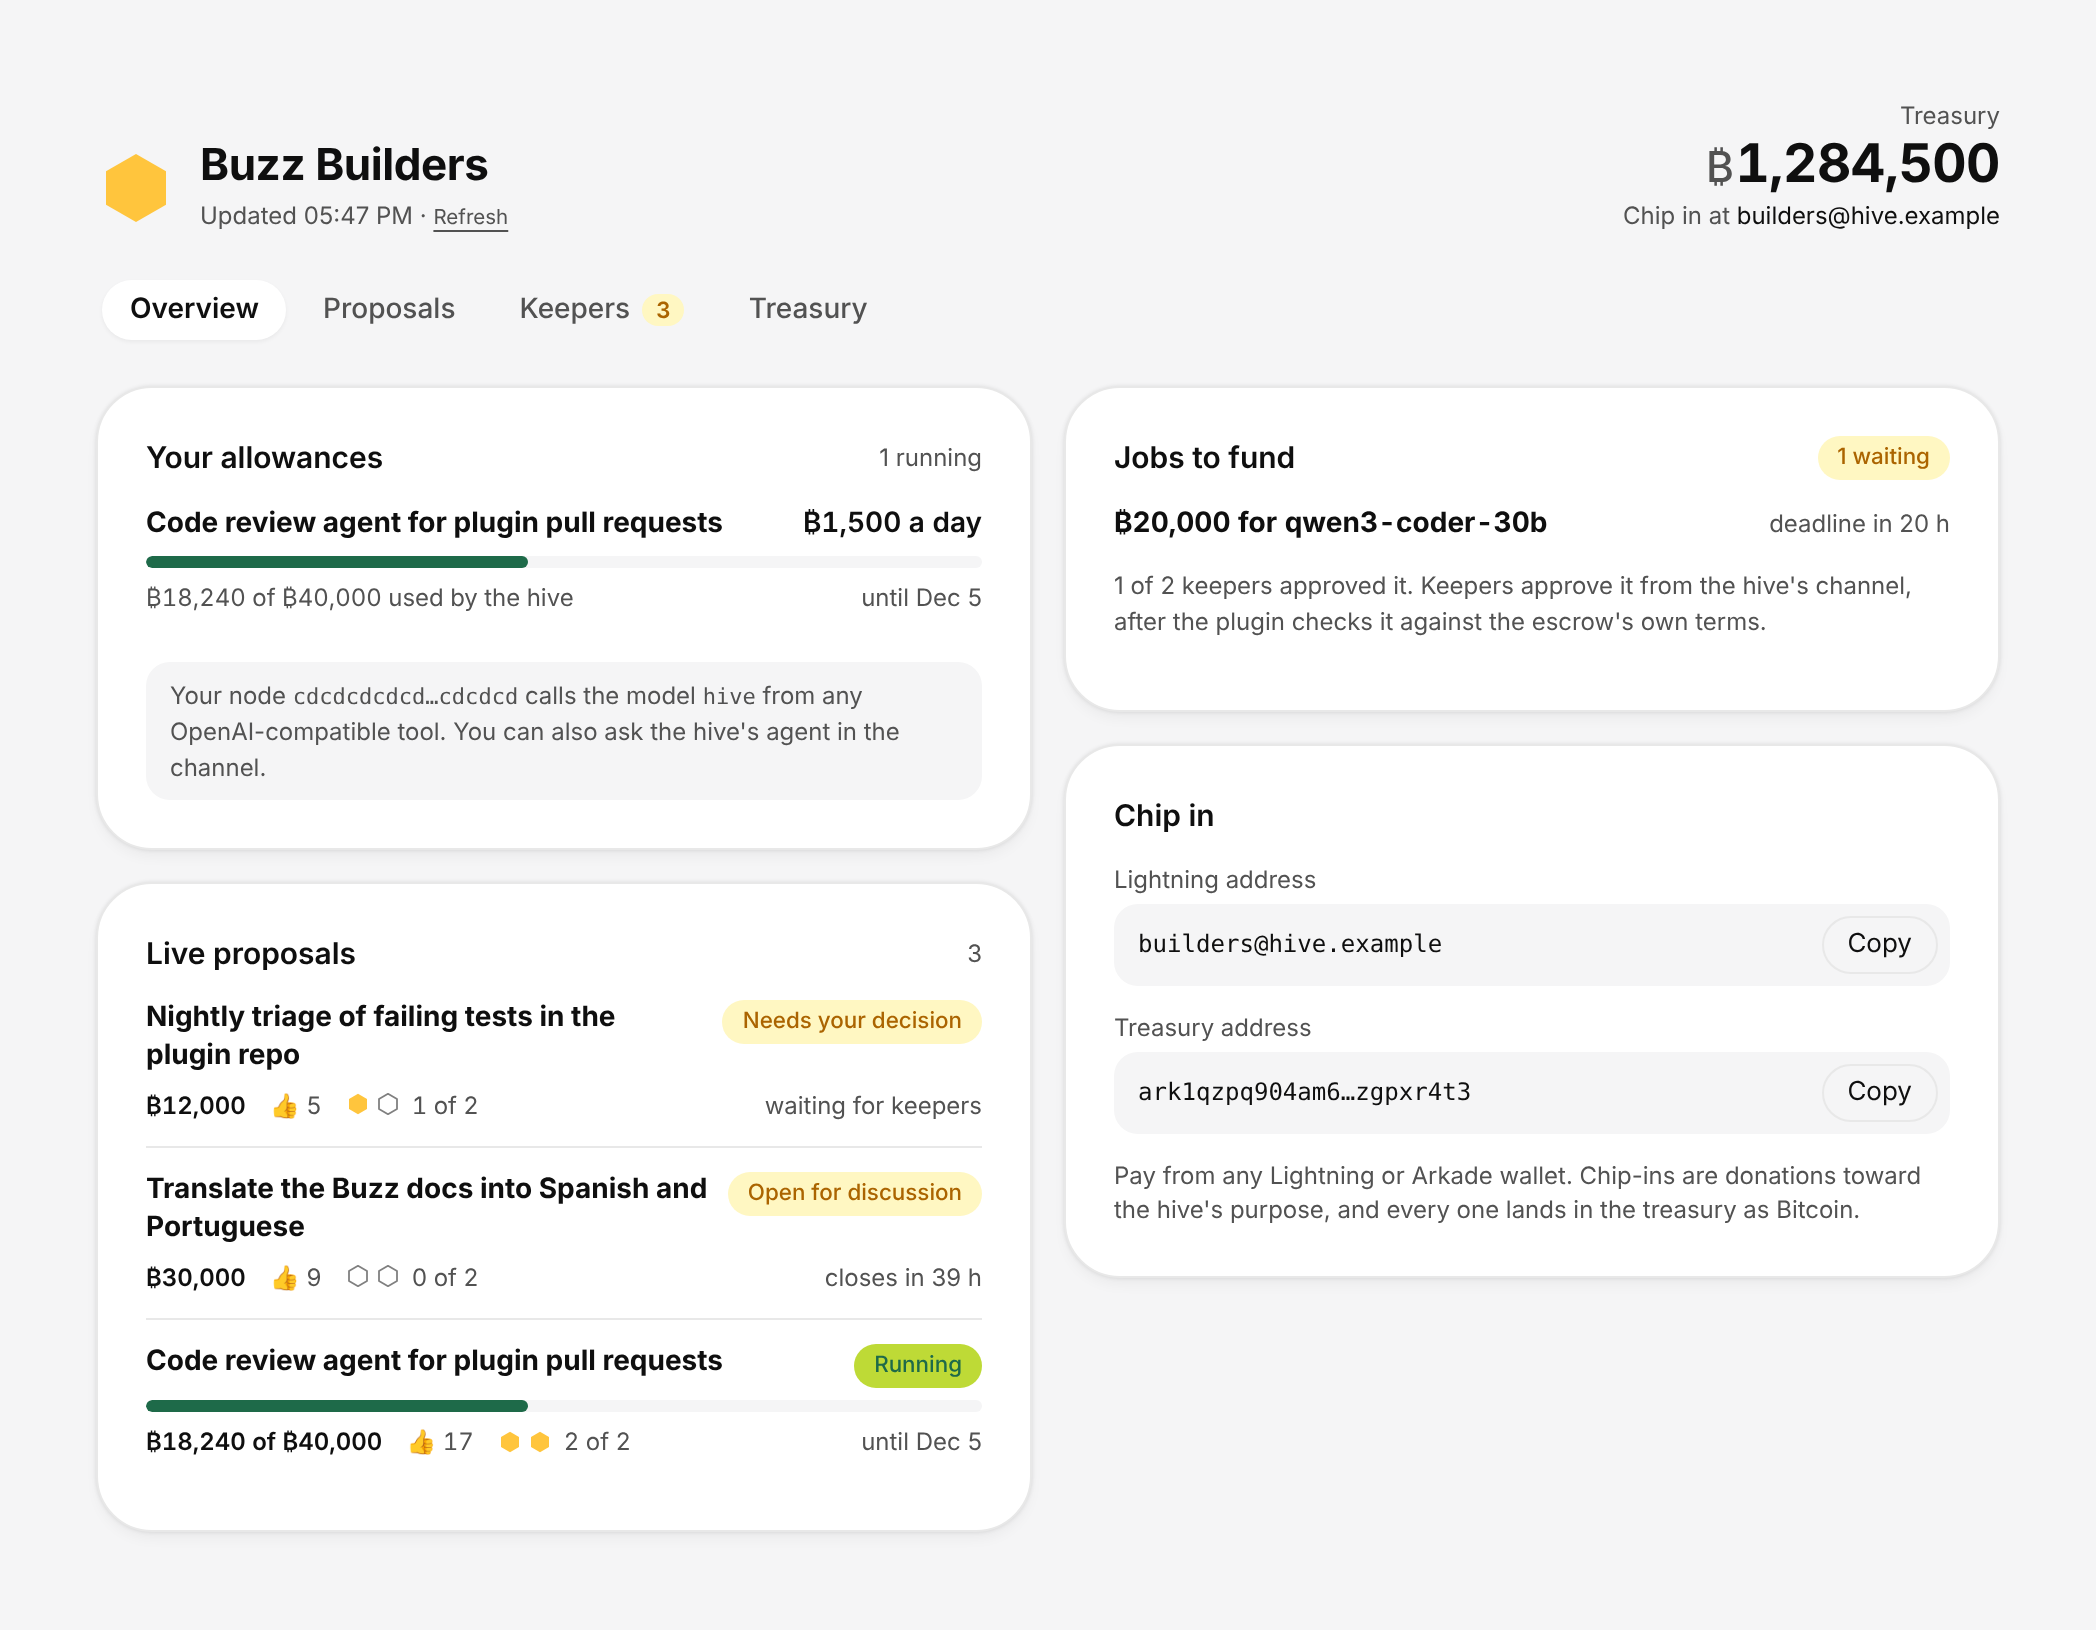 Buzz Builders
Updated 05:47 PM · Refresh
Treasury
₿1,284,500
Chip in at builders@hive.example
Overview
Proposals
Keepers 3
Treasury
Your allowances
1 running
Code review agent for plugin pull requests
₿1,500 a day
₿18,240 of ₿40,000 used by the hive
until Dec 5
Your node cdcdcdcdcd…cdcdcd calls the model hive from any
OpenAI-compatible tool. You can also ask the hive's agent in the
channel.
Live proposals
3
Nightly triage of failing tests in the
plugin repo
Needs your decision
₿12,000 👍 5 1 of 2
waiting for keepers
Translate the Buzz docs into Spanish and
Portuguese
Open for discussion
₿30,000 👍 9 0 of 2
closes in 39 h
Code review agent for plugin pull requests
Running
₿18,240 of ₿40,000 👍 17 2 of 2
until Dec 5
Jobs to fund
1 waiting
₿20,000 for qwen3-coder-30b
deadline in 20 h
1 of 2 keepers approved it. Keepers approve it from the hive's channel,
after the plugin checks it against the escrow's own terms.
Chip in
Lightning address
builders@hive.example
Copy
Treasury address
ark1qzpq904am6…zgpxr4t3
Copy
Pay from any Lightning or Arkade wallet. Chip-ins are donations toward
the hive's purpose, and every one lands in the treasury as Bitcoin.